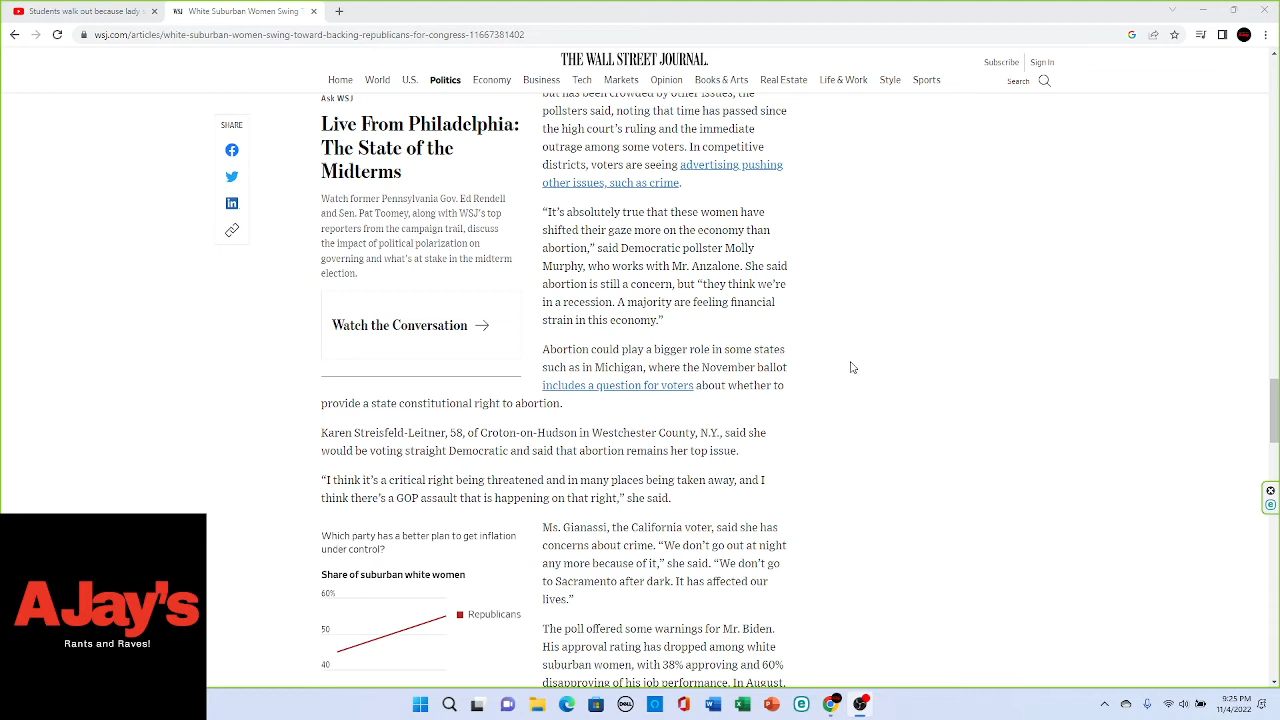 Students walk out because lady s
WSJ White Suburban Women Swing T
wsj.com/articles/white-suburban-women-swing-toward-backing-republicans-for-congress-11667381402
THE WALL STREET JOURNAL.
Subscribe Sign In
Home World U.S. Politics Economy Business Tech Markets Opinion Books & Arts Real Estate Life & Work Style Sports
Search
SHARE
Ask WSJ
Live From Philadelphia:
The State of the
Midterms
Watch former Pennsylvania Gov. Ed Rendell
and Sen. Pat Toomey, along with WSJ's top
reporters from the campaign trail, discuss
the impact of political polarization on
governing and what's at stake in the midterm
election.
Watch the Conversation
but has been crowded by other issues, the
pollsters said, noting that time has passed since
the high court's ruling and the immediate
outrage among some voters. In competitive
districts, voters are seeing advertising pushing
other issues, such as crime.
“It's absolutely true that these women have
shifted their gaze more on the economy than
abortion,” said Democratic pollster Molly
Murphy, who works with Mr. Anzalone. She said
abortion is still a concern, but “they think we're
in a recession. A majority are feeling financial
strain in this economy.”
Abortion could play a bigger role in some states
such as in Michigan, where the November ballot
includes a question for voters about whether to
provide a state constitutional right to abortion.
Karen Streisfeld-Leitner, 58, of Croton-on-Hudson in Westchester County, N.Y., said she
would be voting straight Democratic and said that abortion remains her top issue.
“I think it's a critical right being threatened and in many places being taken away, and I
think there's a GOP assault that is happening on that right,” she said.
Which party has a better plan to get inflation
under control?
Share of suburban white women
60%
50
40
Republicans
Ms. Gianassi, the California voter, said she has
concerns about crime. “We don't go out at night
any more because of it,” she said. “We don't go
to Sacramento after dark. It has affected our
lives.”
The poll offered some warnings for Mr. Biden.
His approval rating has dropped among white
suburban women, with 38% approving and 60%
disapproving of his job performance. In August,
AJay's
Rants and Raves!
9:25 PM
11/4/2022